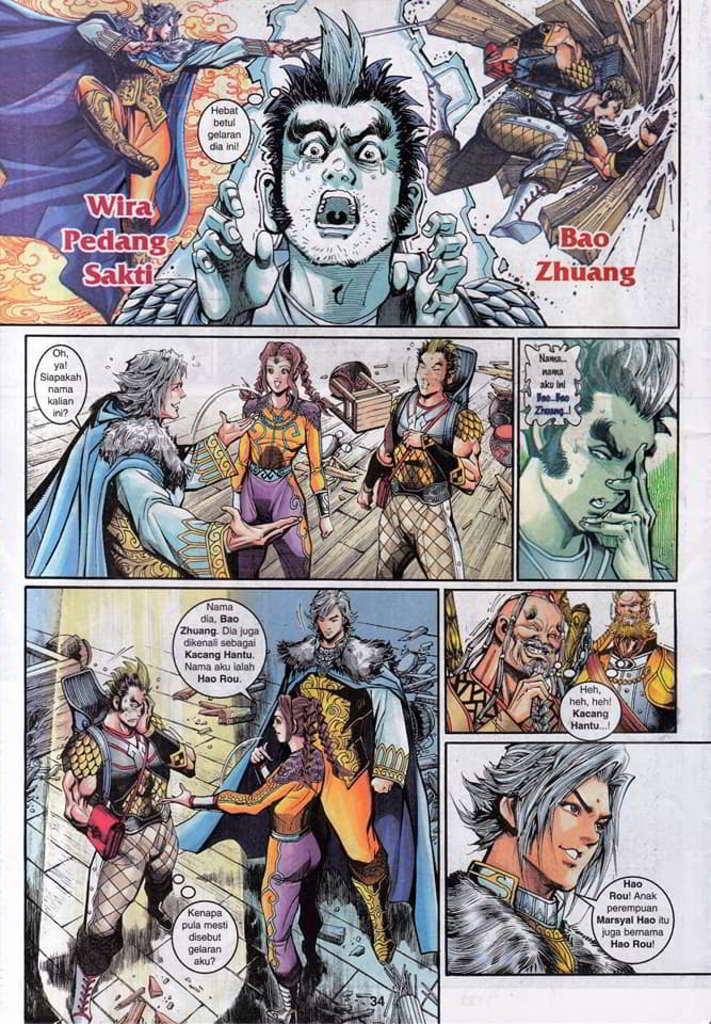 Hebat
betul
gelaran
dia ini!
Wira
Pedang
Sakti
Bao
Zhuang
Oh,
ya!
Siapakah
nama
kalian
ini?
Nama...
nama
aku ini
Bao..Bao
Zhuang..!
Nama
dia, Bao
Zhuang. Dia juga
dikenali sebagai
Kacang Hantu.
Nama aku ialah
Hao Rou.
Kenapa
pula mesti
disebut
gelaran
aku?
Heh,
heh, heh!
Kacang
Hantu...!
Hao
Rou! Anak
perempuan
Marsyal Hao itu
juga bernama
Hao Rou!
34